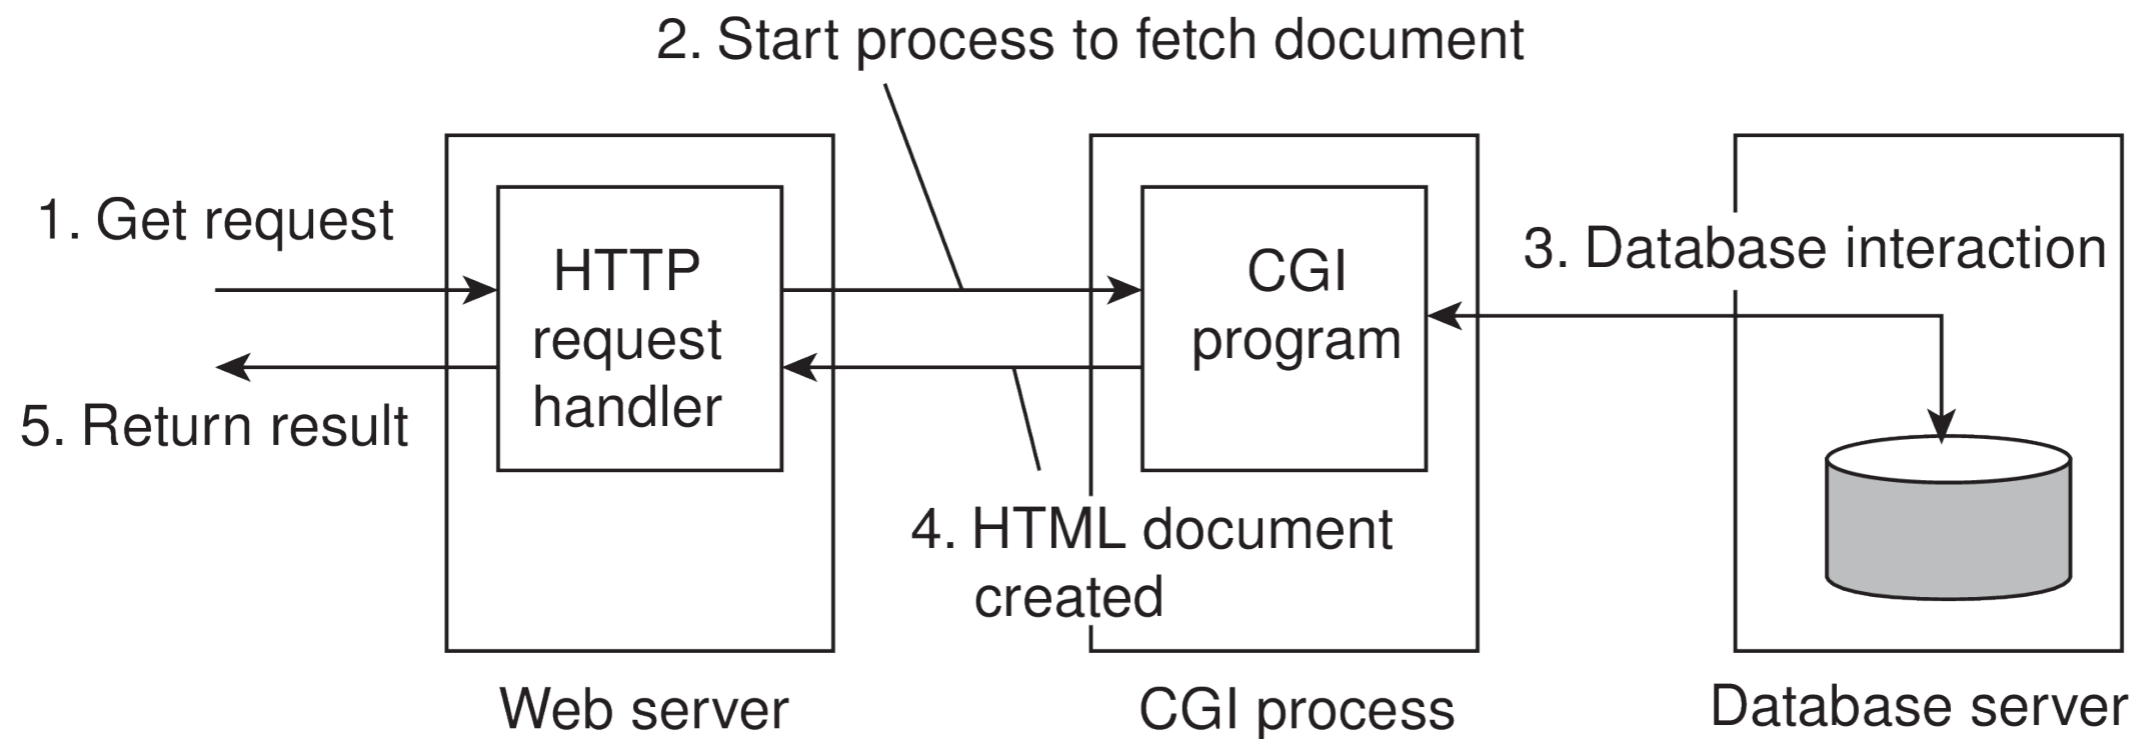 2. Start process to fetch document
1. Get request
HTTP
request
handler
5. Return result
CGI
program
3. Database interaction
4. HTML document
created
Web server
CGI process
Database server